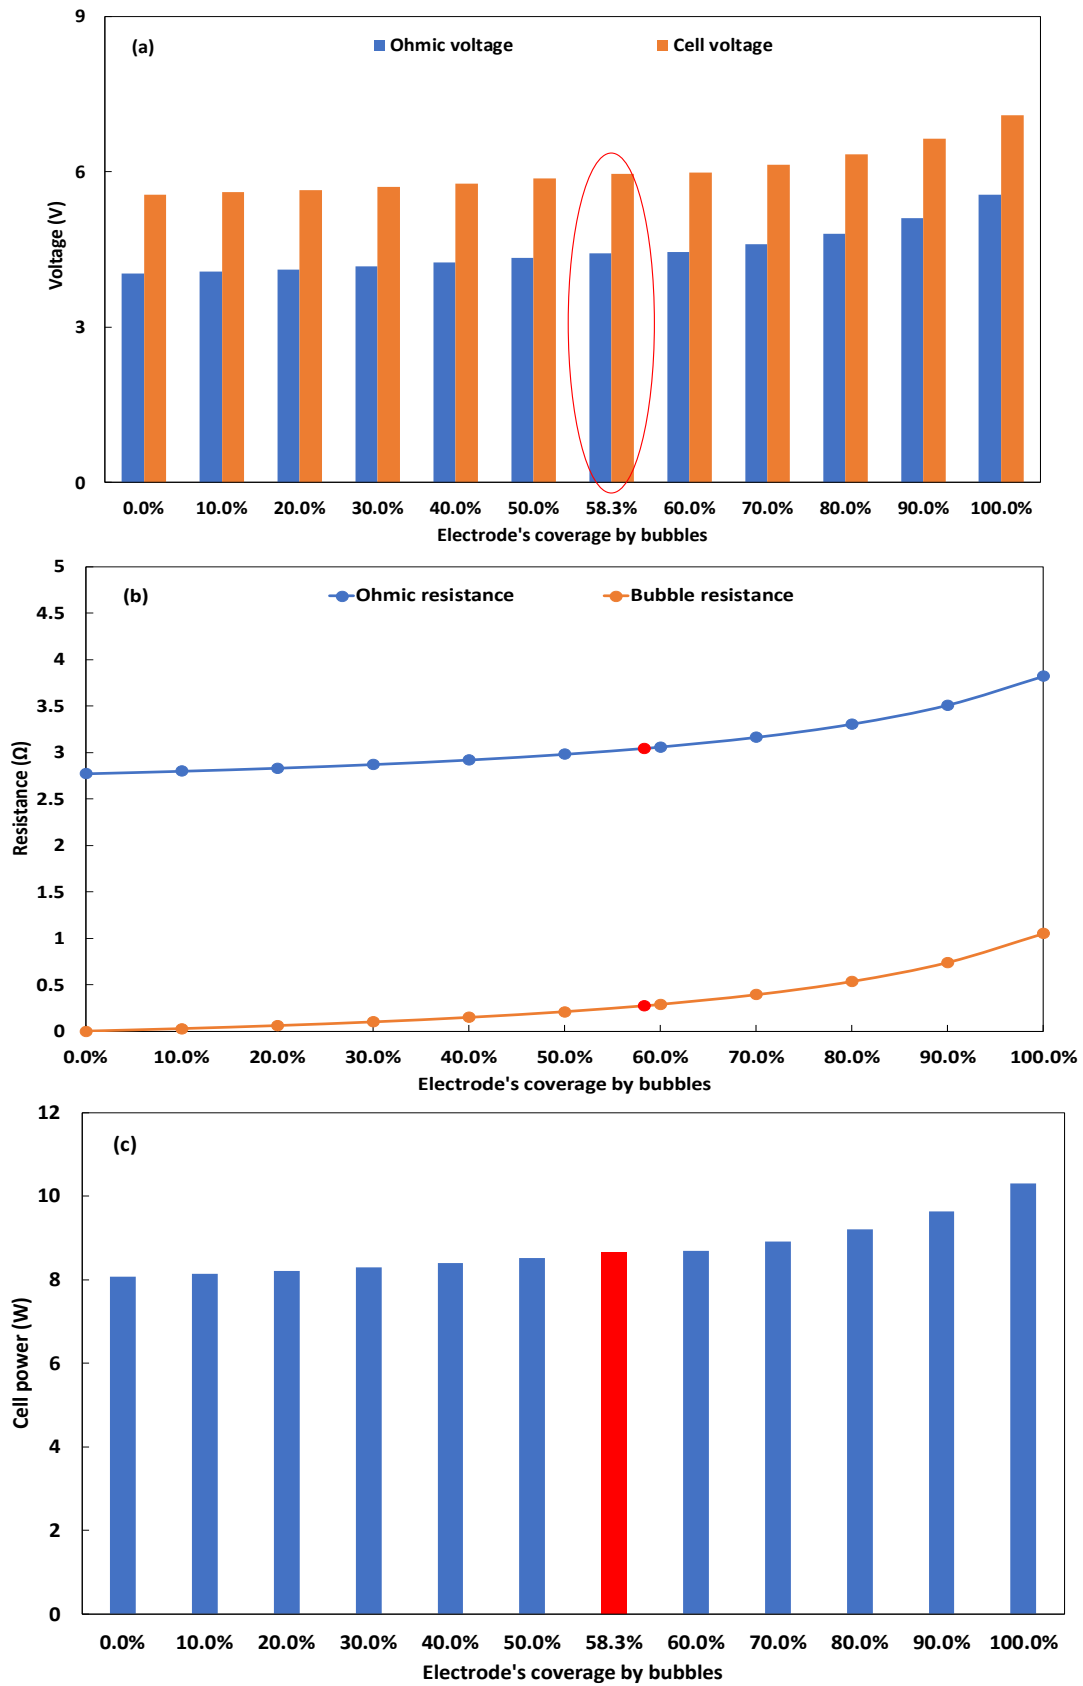 9
(a)
Ohmic voltage
Cell voltage
6
Voltage (V)
3
0
0.0% 10.0% 20.0% 30.0% 40.0% 50.0% 58.3% 60.0% 70.0% 80.0% 90.0% 100.0%
Electrode's coverage by bubbles
5
(b)
Ohmic resistance
Bubble resistance
4.5
4
3.5
3
Resistance (Ω)
2.5
2
1.5
1
0.5
0
0.0% 10.0% 20.0% 30.0% 40.0% 50.0% 60.0% 70.0% 80.0% 90.0% 100.0%
Electrode's coverage by bubbles
12
(c)
10
8
Cell power (W)
6
4
2
0
0.0% 10.0% 20.0% 30.0% 40.0% 50.0% 58.3% 60.0% 70.0% 80.0% 90.0% 100.0%
Electrode's coverage by bubbles